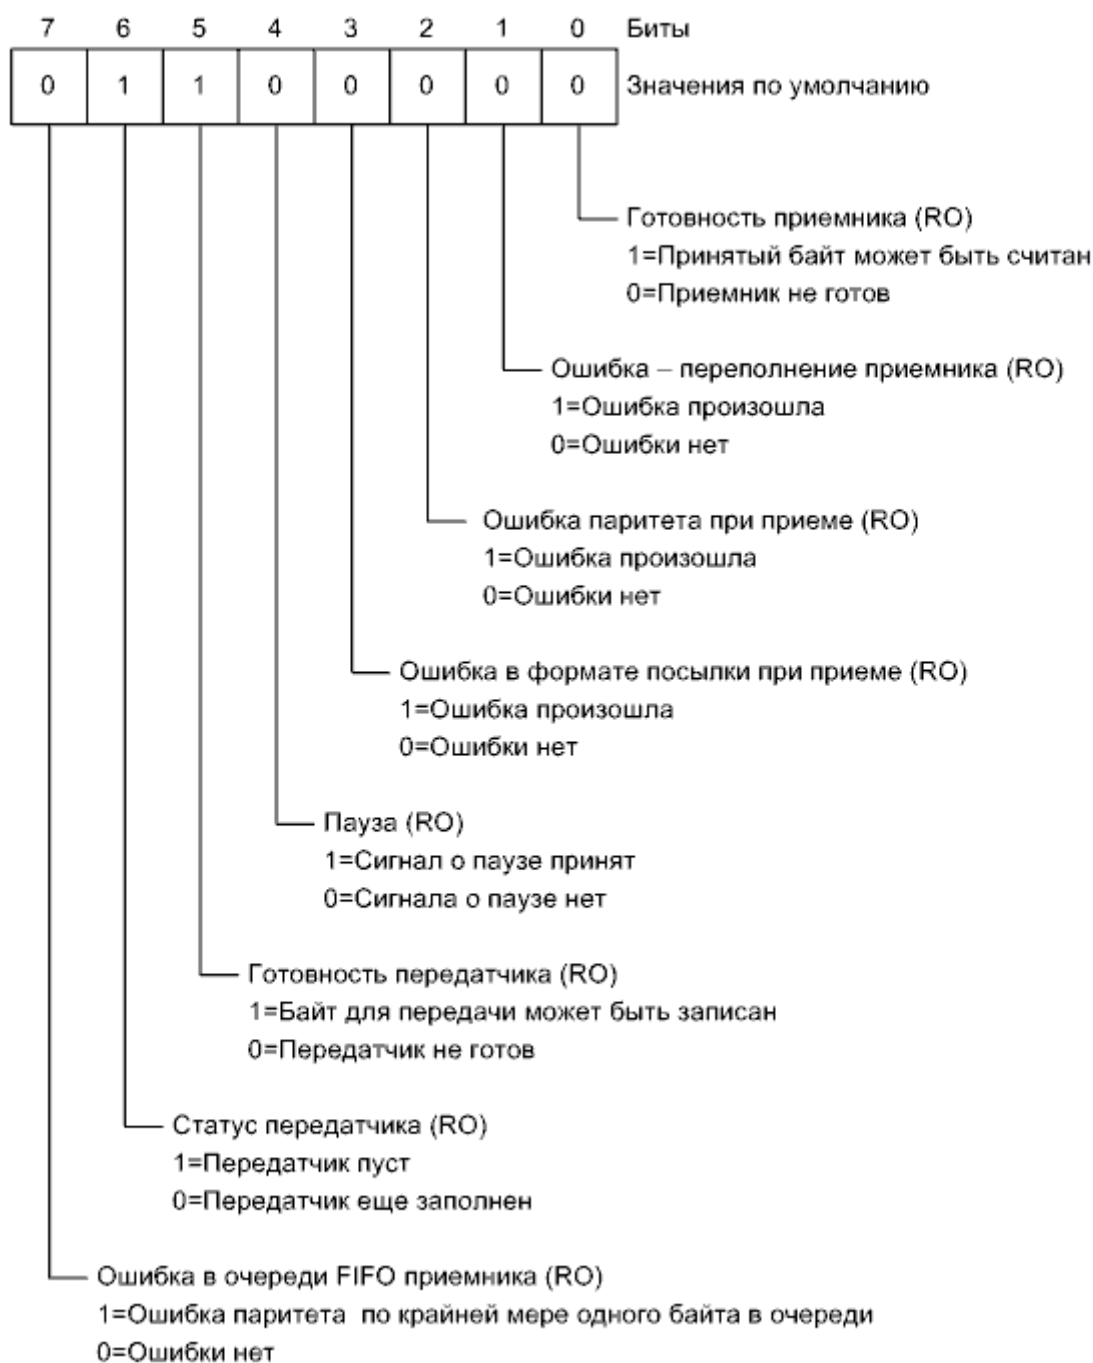 7 6 5 4 3 2 1 0 Биты
0 1 1 0 0 0 0 0 Значения по умолчанию
Готовность приемника (RO)
1=Принятый байт может быть считан
0=Приемник не готов
Ошибка – переполнение приемника (RO)
1=Ошибка произошла
0=Ошибки нет
Ошибка паритета при приеме (RO)
1=Ошибка произошла
0=Ошибки нет
Ошибка в формате посылки при приеме (RO)
1=Ошибка произошла
0=Ошибки нет
Пауза (RO)
1=Сигнал о паузе принят
0=Сигнала о паузе нет
Готовность передатчика (RO)
1=Байт для передачи может быть записан
0=Передатчик не готов
Статус передатчика (RO)
1=Передатчик пуст
0=Передатчик еще заполнен
Ошибка в очереди FIFO приемника (RO)
1=Ошибка паритета по крайней мере одного байта в очереди
0=Ошибки нет